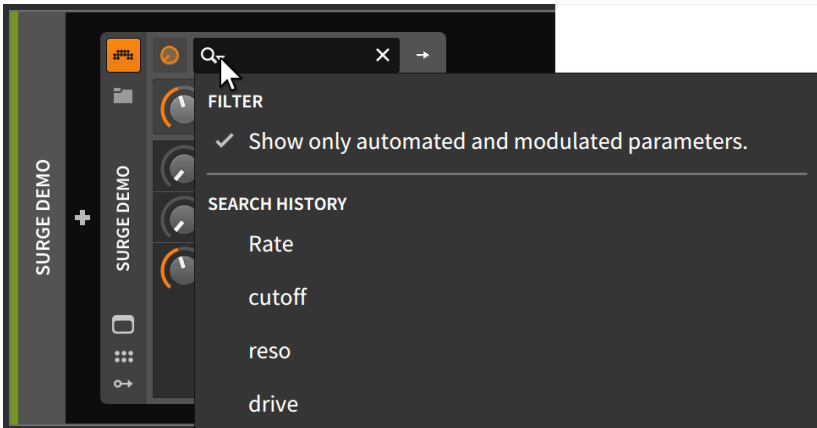 SURGE DEMO
SURGE DEMO
FILTER
Show only automated and modulated parameters.
SEARCH HISTORY
Rate
cutoff
reso
drive